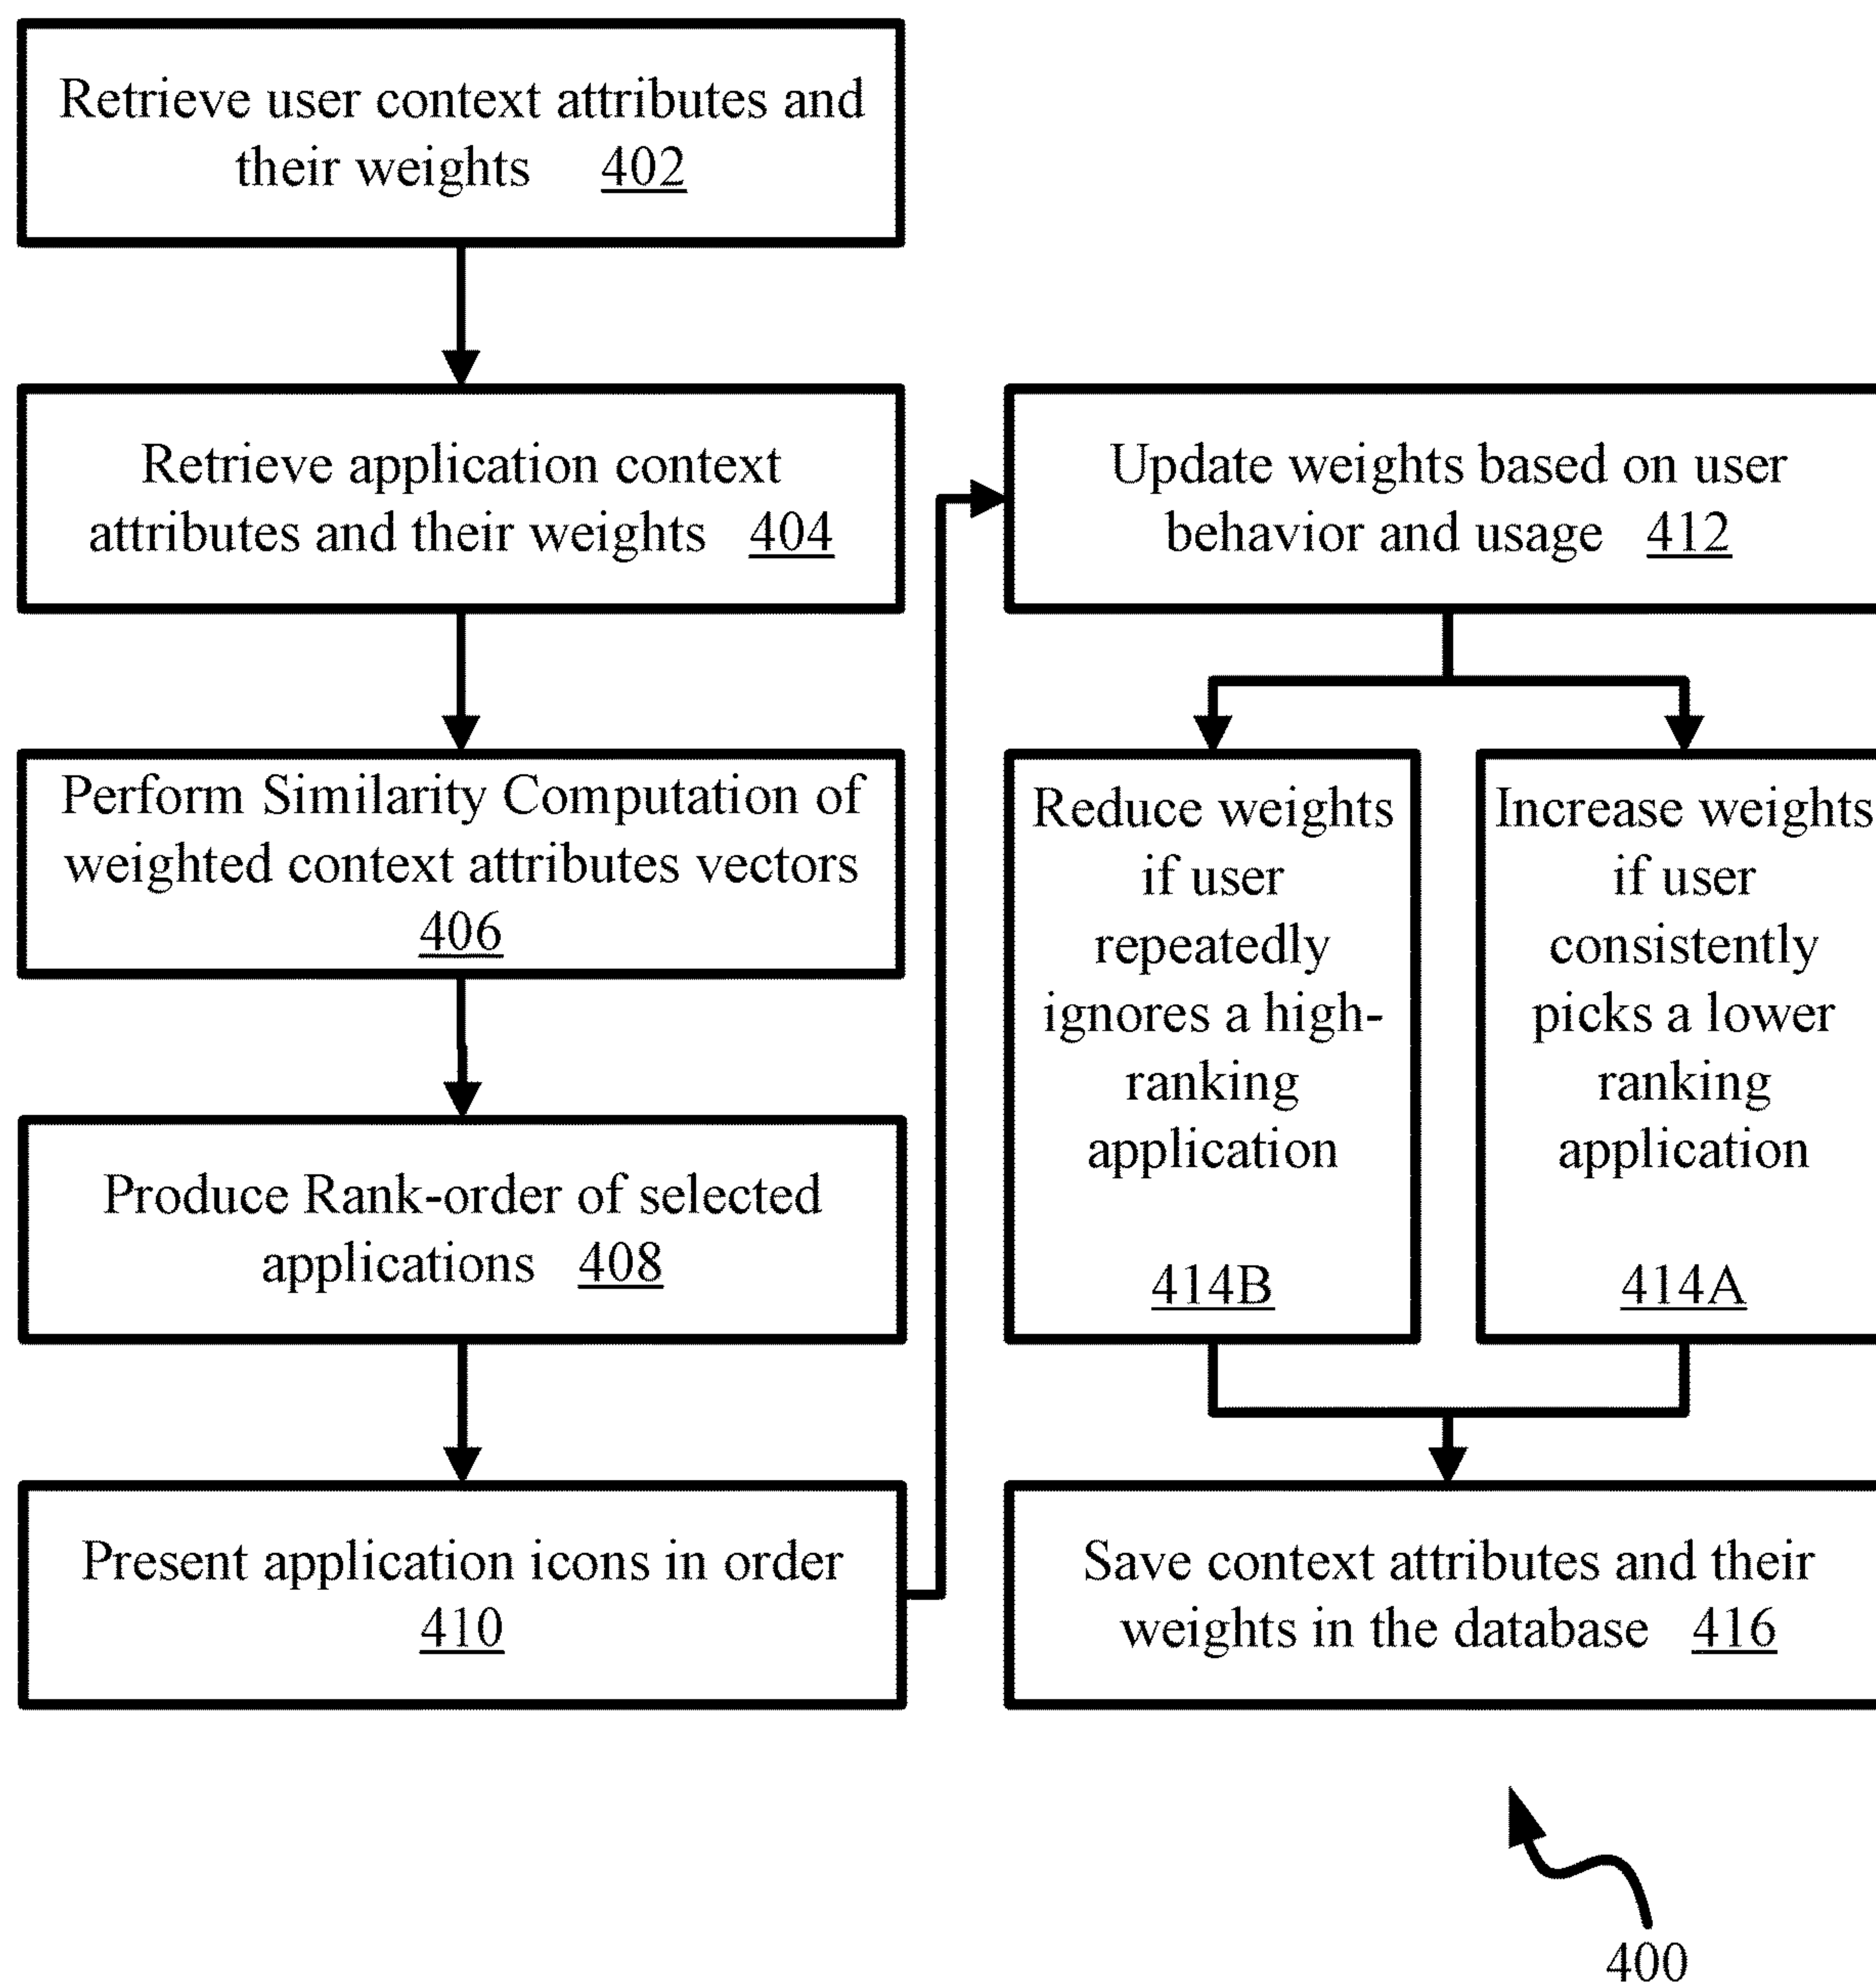 Retrieve user context attributes and
their weights 402
Retrieve application context
attributes and their weights 404
Perform Similarity Computation of
weighted context attributes vectors
406
Produce Rank-order of selected
applications 408
Present application icons in order
410
Update weights based on user
behavior and usage 412
Reduce weights
if user
repeatedly
ignores a high-
ranking
application
414B
Increase weights
if user
consistently
picks a lower
ranking
application
414A
Save context attributes and their
weights in the database 416
400